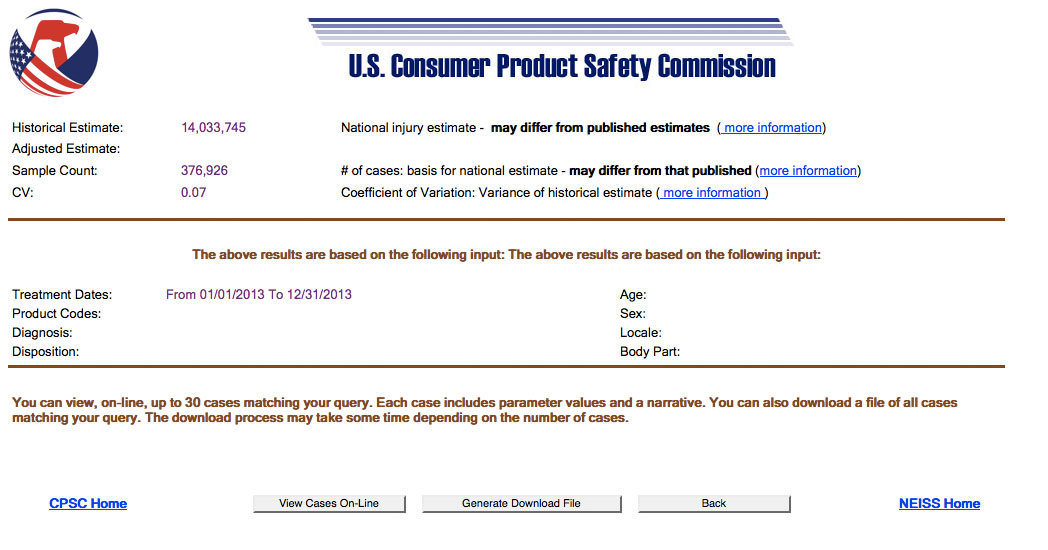 U.S. Consumer Product Safety Commission
Historical Estimate: 14,033,745 National injury estimate - may differ from published estimates ( more information)
Adjusted Estimate:
Sample Count: 376,926 # of cases: basis for national estimate - may differ from that published (more information)
CV: 0.07 Coefficient of Variation: Variance of historical estimate ( more information )
The above results are based on the following input: The above results are based on the following input:
Treatment Dates: From 01/01/2013 To 12/31/2013 Age:
Product Codes: Sex:
Diagnosis: Locale:
Disposition: Body Part:
You can view, on-line, up to 30 cases matching your query. Each case includes parameter values and a narrative. You can also download a file of all cases
matching your query. The download process may take some time depending on the number of cases.
CPSC Home View Cases On-Line Generate Download File Back NEISS Home